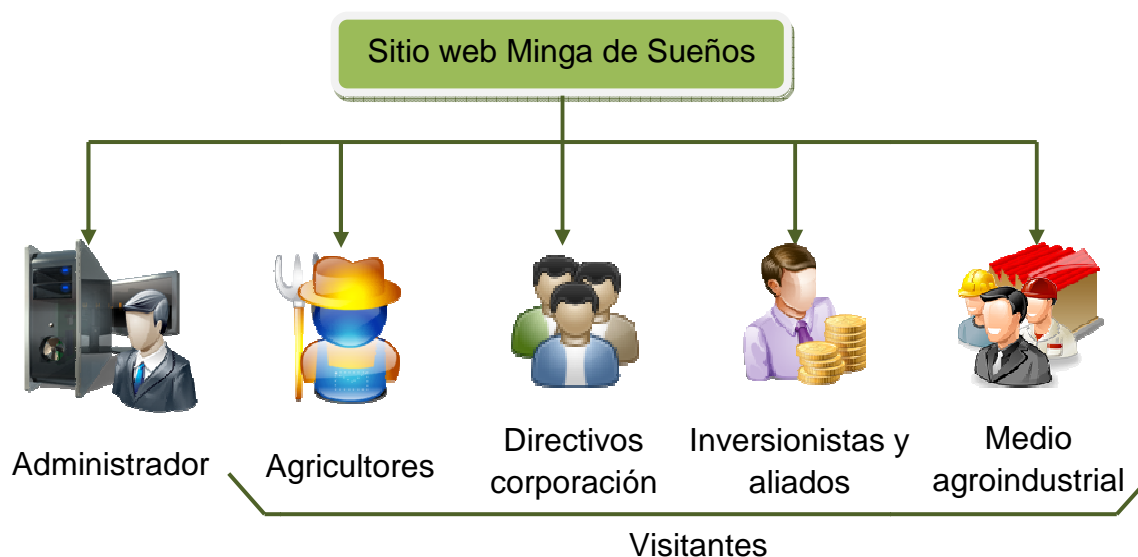 Sitio web Minga de Sueños
Administrador
Agricultores
Directivos
corporación
Inversionistas y
aliados
Medio
agroindustrial
Visitantes